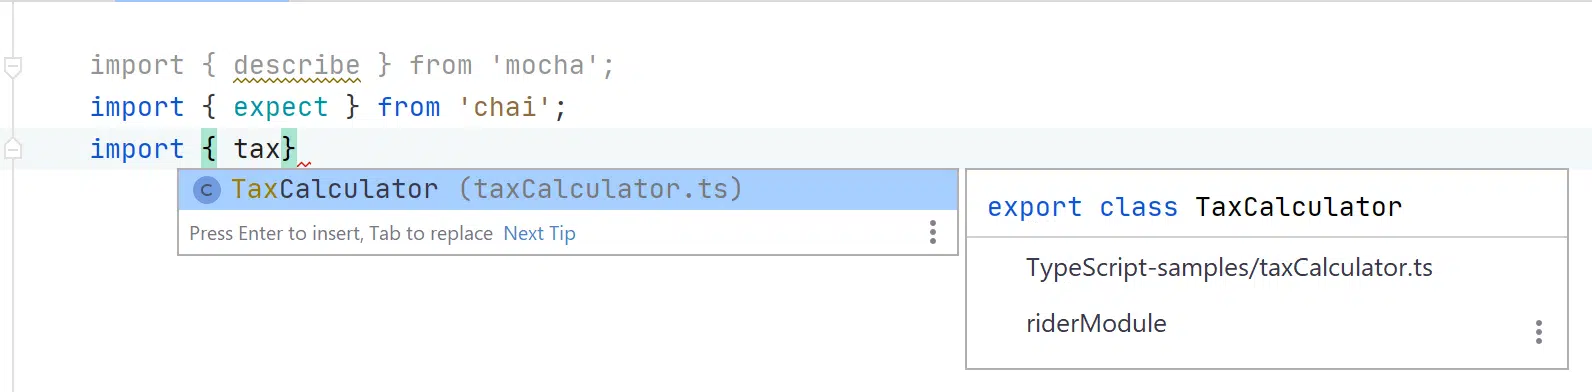 import { describe } from 'mocha';
import { expect } from 'chai';
import { tax}
C TaxCalculator (taxCalculator.ts)
Press Enter to insert, Tab to replace Next Tip
export class TaxCalculator
TypeScript-samples/taxCalculator.ts
riderModule